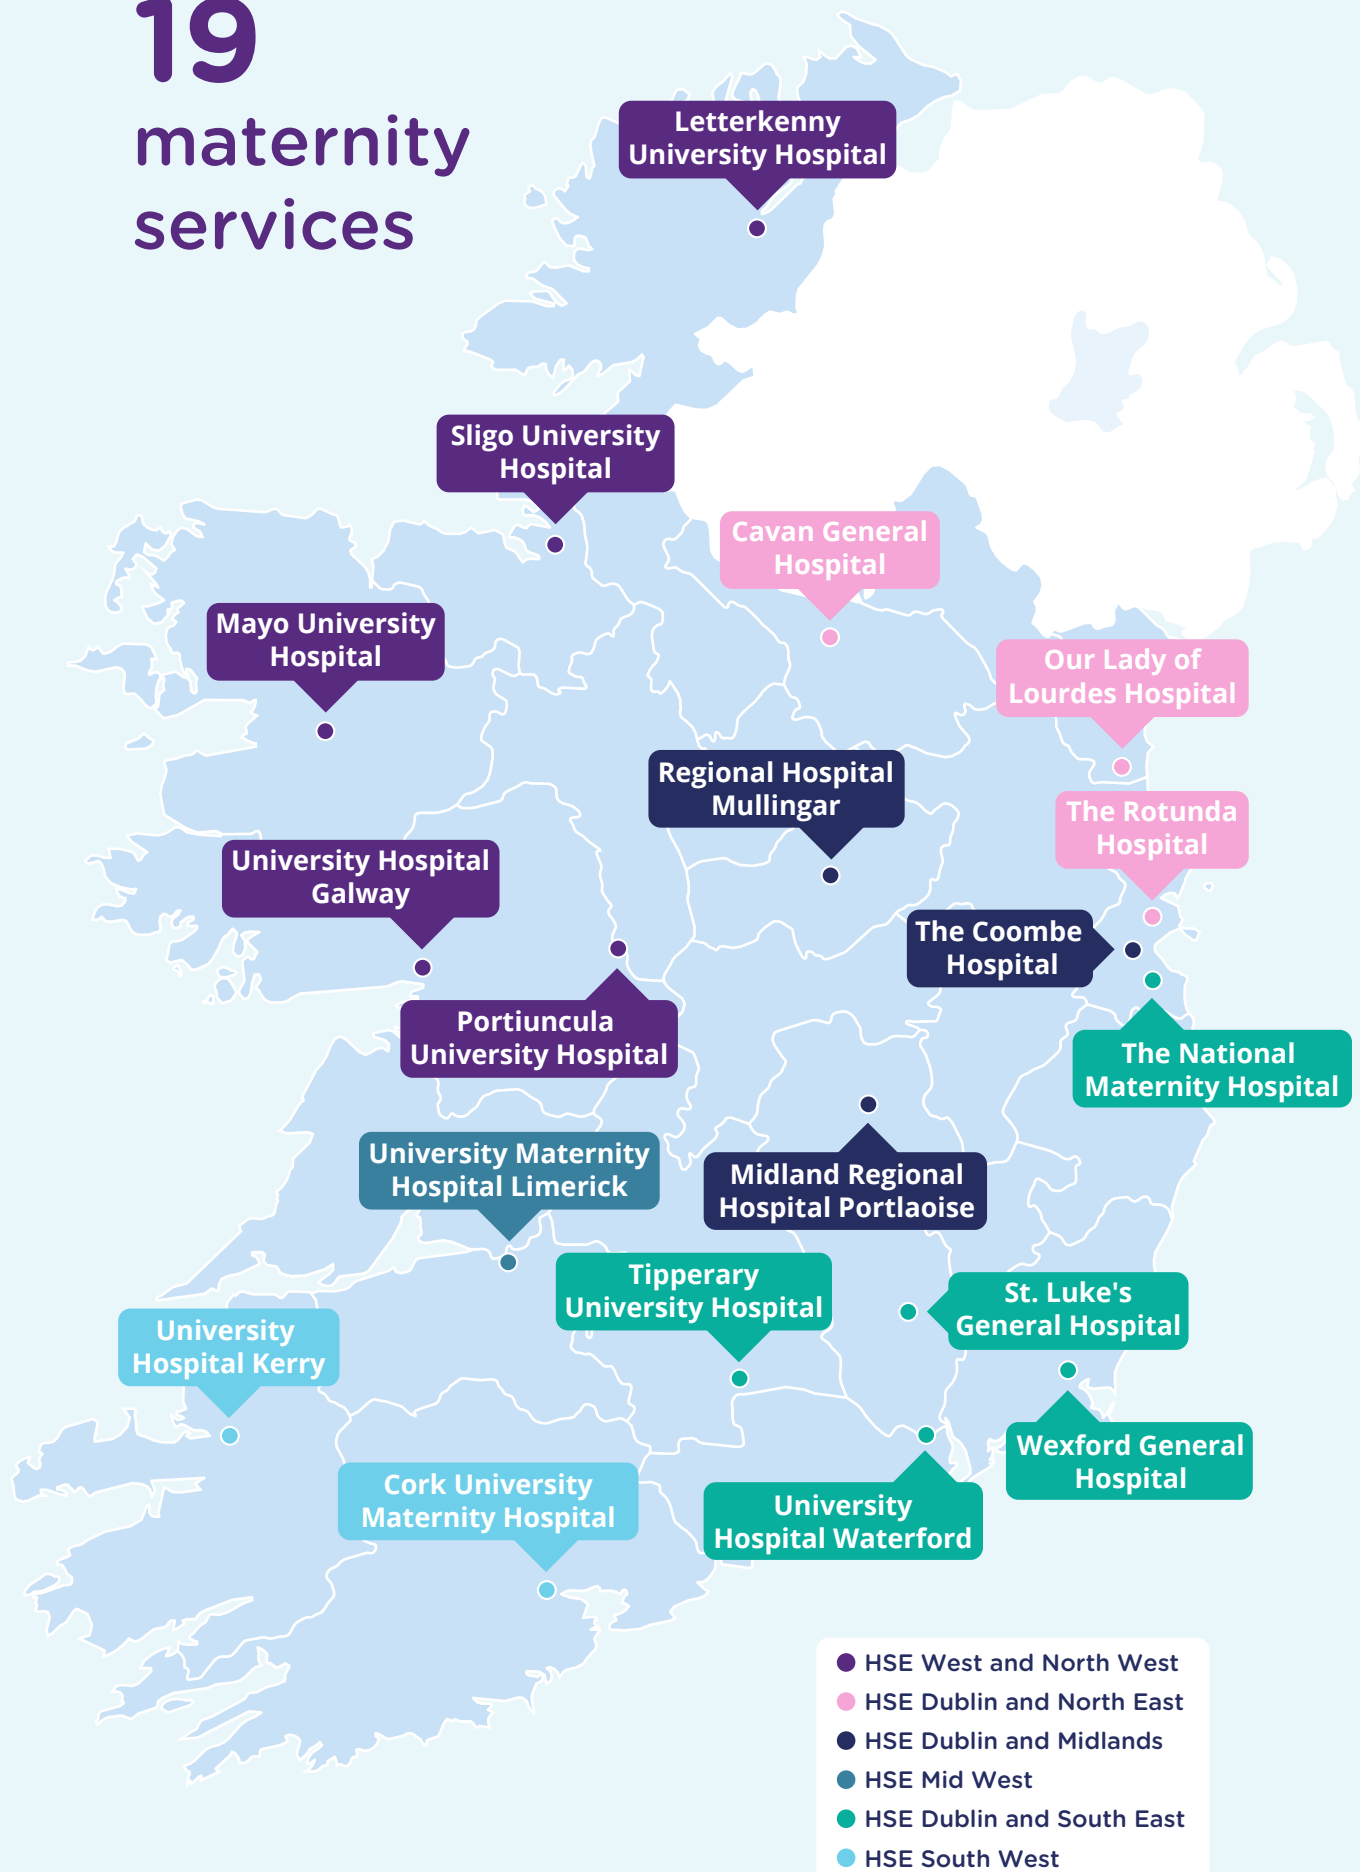 19
maternity
services
Letterkenny
University Hospital
Sligo University
Hospital
Cavan General
Hospital
Mayo University
Hospital
Our Lady of
Lourdes Hospital
Regional Hospital
Mullingar
The Rotunda
Hospital
University Hospital
Galway
The Coombe
Hospital
Portiuncula
University Hospital
The National
Maternity Hospital
University Maternity
Hospital Limerick
Midland Regional
Hospital Portlaoise
Tipperary
University Hospital
St. Luke's
General Hospital
University
Hospital Kerry
Wexford General
Hospital
Cork University
Maternity Hospital
University
Hospital Waterford
HSE West and North West
HSE Dublin and North East
HSE Dublin and Midlands
HSE Mid West
HSE Dublin and South East
HSE South West